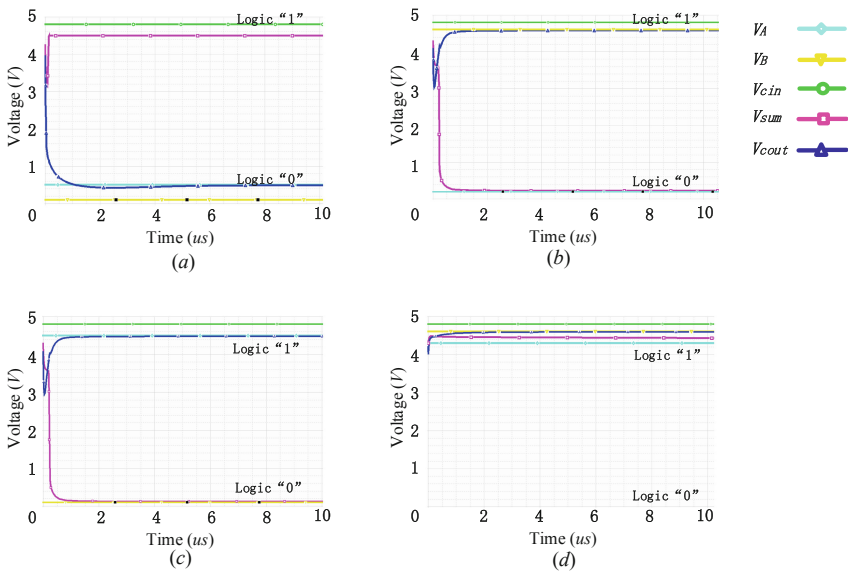 5
4
3
2
1
0
Voltage (V)
Logic “1”
Logic “0”
2
4
6
8
10
Time (us)
(a)
5
4
3
2
1
0
Voltage (V)
Logic “1”
Logic “0”
2
4
6
8
10
Time (us)
(b)
V_A
V_B
V_cin
V_sum
V_cout
5
4
3
2
1
0
Voltage (V)
Logic “1”
Logic “0”
2
4
6
8
10
Time (us)
(c)
5
4
3
2
1
0
Voltage (V)
Logic “1”
Logic “0”
2
4
6
8
10
Time (us)
(d)